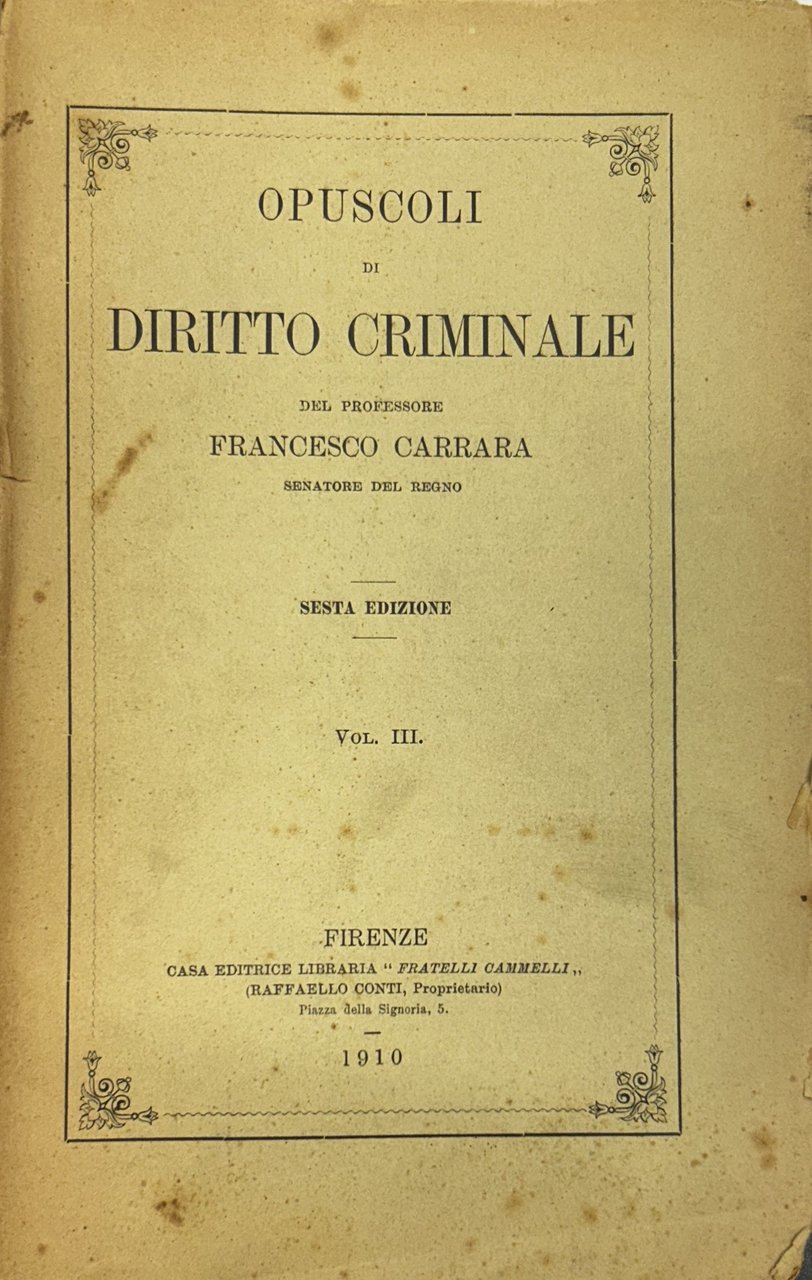 OPUSCOLI
DI
DIRITTO CRIMINALE
DEL PROFESSORE
FRANCESCO CARRARA
SENATORE DEL REGNO
SESTA EDIZIONE
VOL. III.
FIRENZE
CASA EDITRICE LIBRARIA “ FRATELLI CAMMELLI „
(RAFFAELLO CONTI, Proprietario)
Piazza della Signoria, 5.
1910